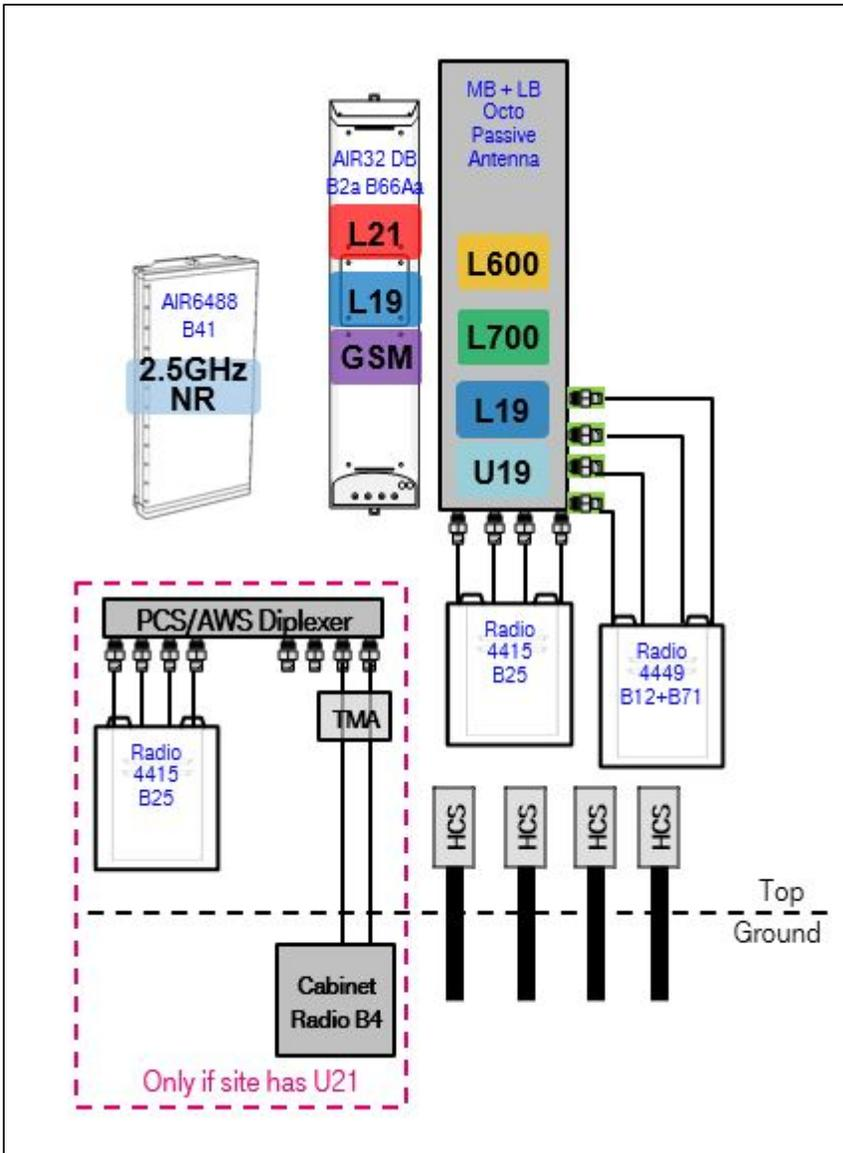 MB + LB
Octo
Passive
Antenna
AIR32 DB
B2a B66Aa
L21
L19
GSM
L600
L700
L19
U19
AIR6488
B41
2.5GHz
NR
PCS/AWS Diplexer
TMA
Radio
4415
B25
Radio
4415
B25
Radio
4449
B12+B71
HCS
HCS
HCS
HCS
Top
Ground
Cabinet
Radio B4
Only if site has U21